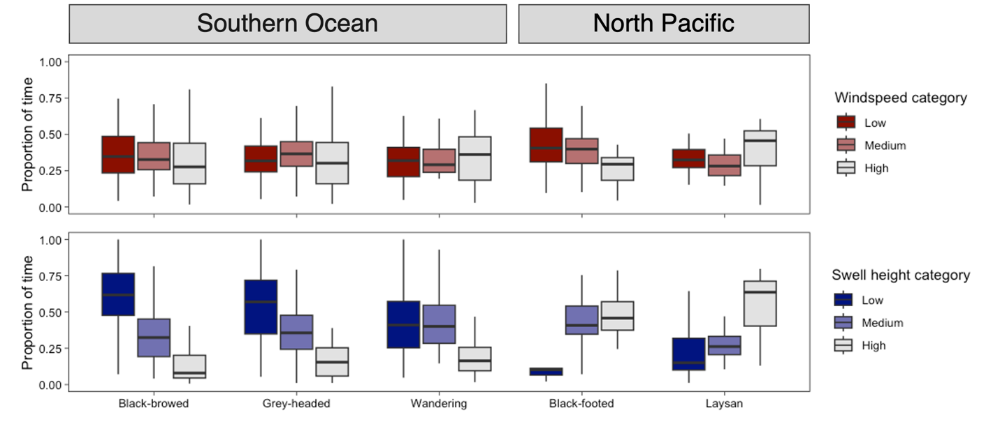 Southern Ocean
North Pacific
Proportion of time
1.00
0.75
0.50
0.25
0.00
Windspeed category
Low
Medium
High
Proportion of time
1.00
0.75
0.50
0.25
0.00
Swell height category
Low
Medium
High
Black-browed
Grey-headed
Wandering
Black-footed
Laysan